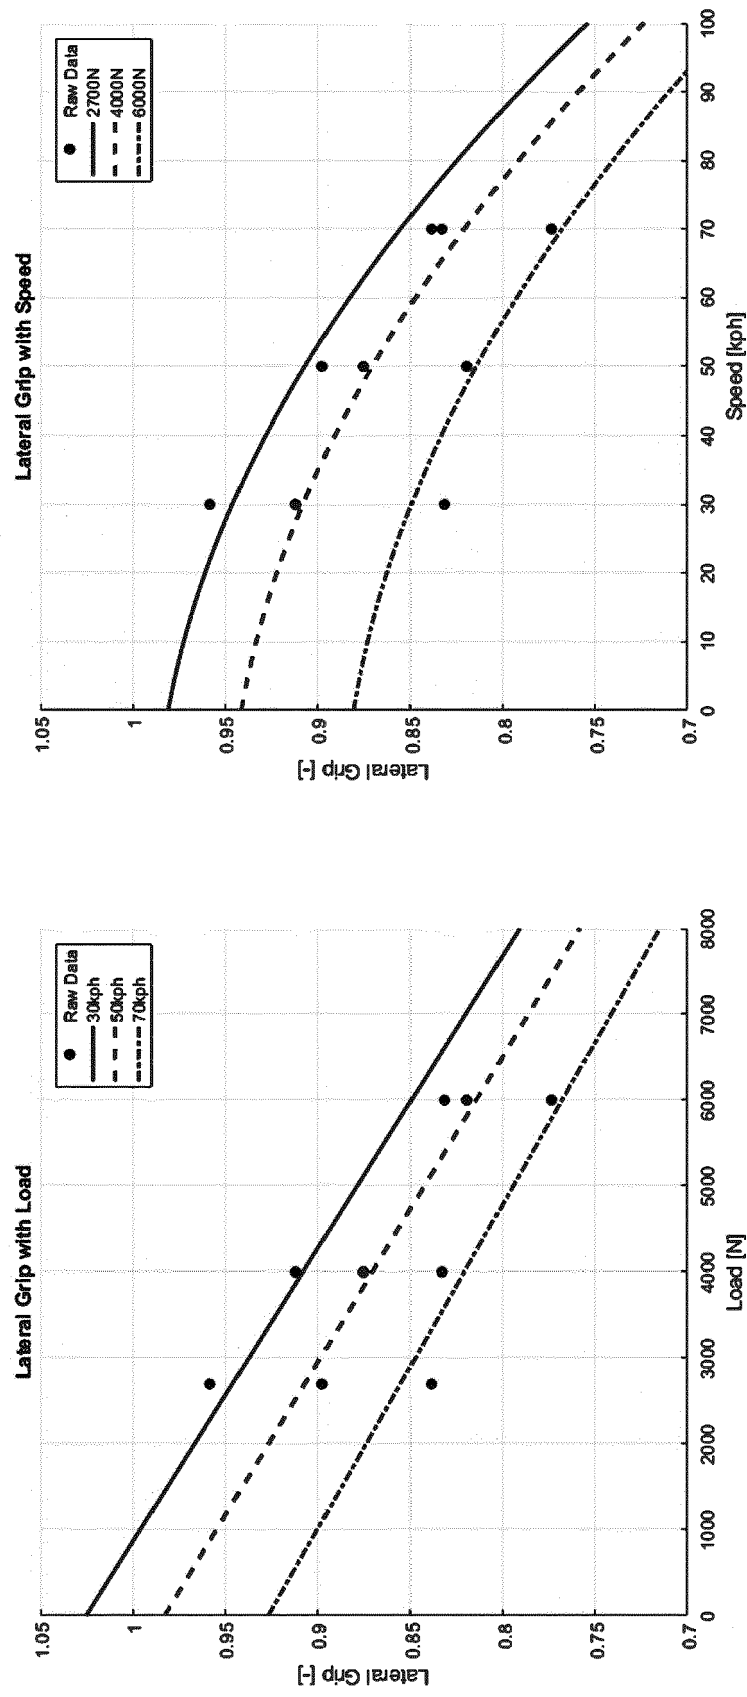 Lateral Grip with Load
Lateral Grip [-]
1.05
1
0.95
0.9
0.85
0.8
0.75
0.7
0
1000
2000
3000
4000
5000
6000
7000
8000
Load [N]
Raw Data
30kph
50kph
70kph
Lateral Grip with Speed
Lateral Grip [-]
1.05
1
0.95
0.9
0.85
0.8
0.75
0.7
0
10
20
30
40
50
60
70
80
90
100
Speed [kph]
Raw Data
2700N
4000N
6000N